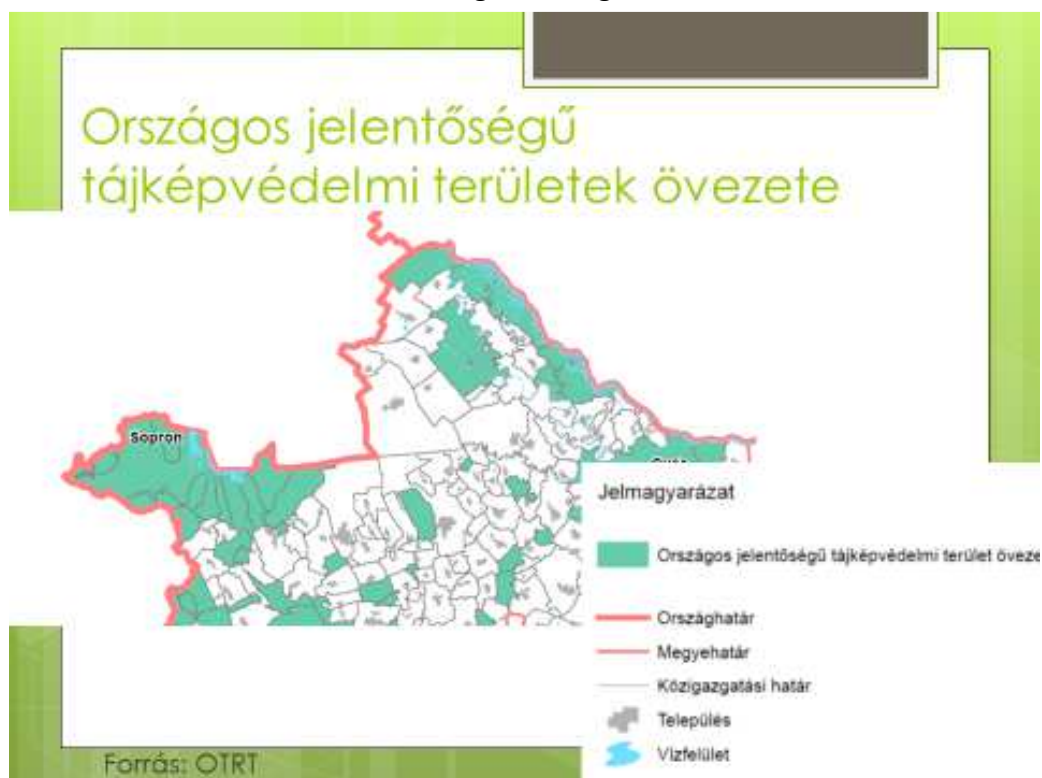 Országos jelentőségű
tájképvédelmi területek övezete
Sopron
Jelmagyarázat
Országos jelentőségű tájképvédelmi terület öveze
Országhatár
Megyehatár
Közigazgatási határ
Település
Vízfelület
Forrás: OTRT